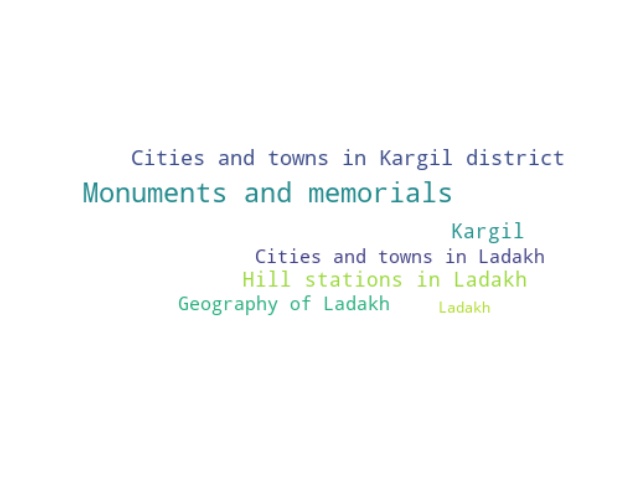 Cities and towns in Kargil district
Monuments and memorials
Kargil
Cities and towns in Ladakh
Hill stations in Ladakh
Geography of Ladakh
Ladakh